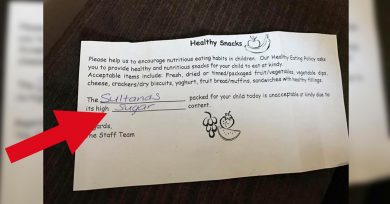 Healthy Snacks
Please help us to encourage nutritious eating habits in children. Our Healthy Eating Policy asks
you to provide healthy and nutritious snacks for your child to eat at kindy.
Acceptable items include: Fresh, dried or tinned/packaged fruit/vegetables, vegetable dips,
cheese, crackers/dry biscuits, yoghurt, fruit bread/muffins, sandwiches with healthy fillings.
The Sultanas packed for your child today is unacceptable at kindy due to
its high Sugar content.
The Staff Team